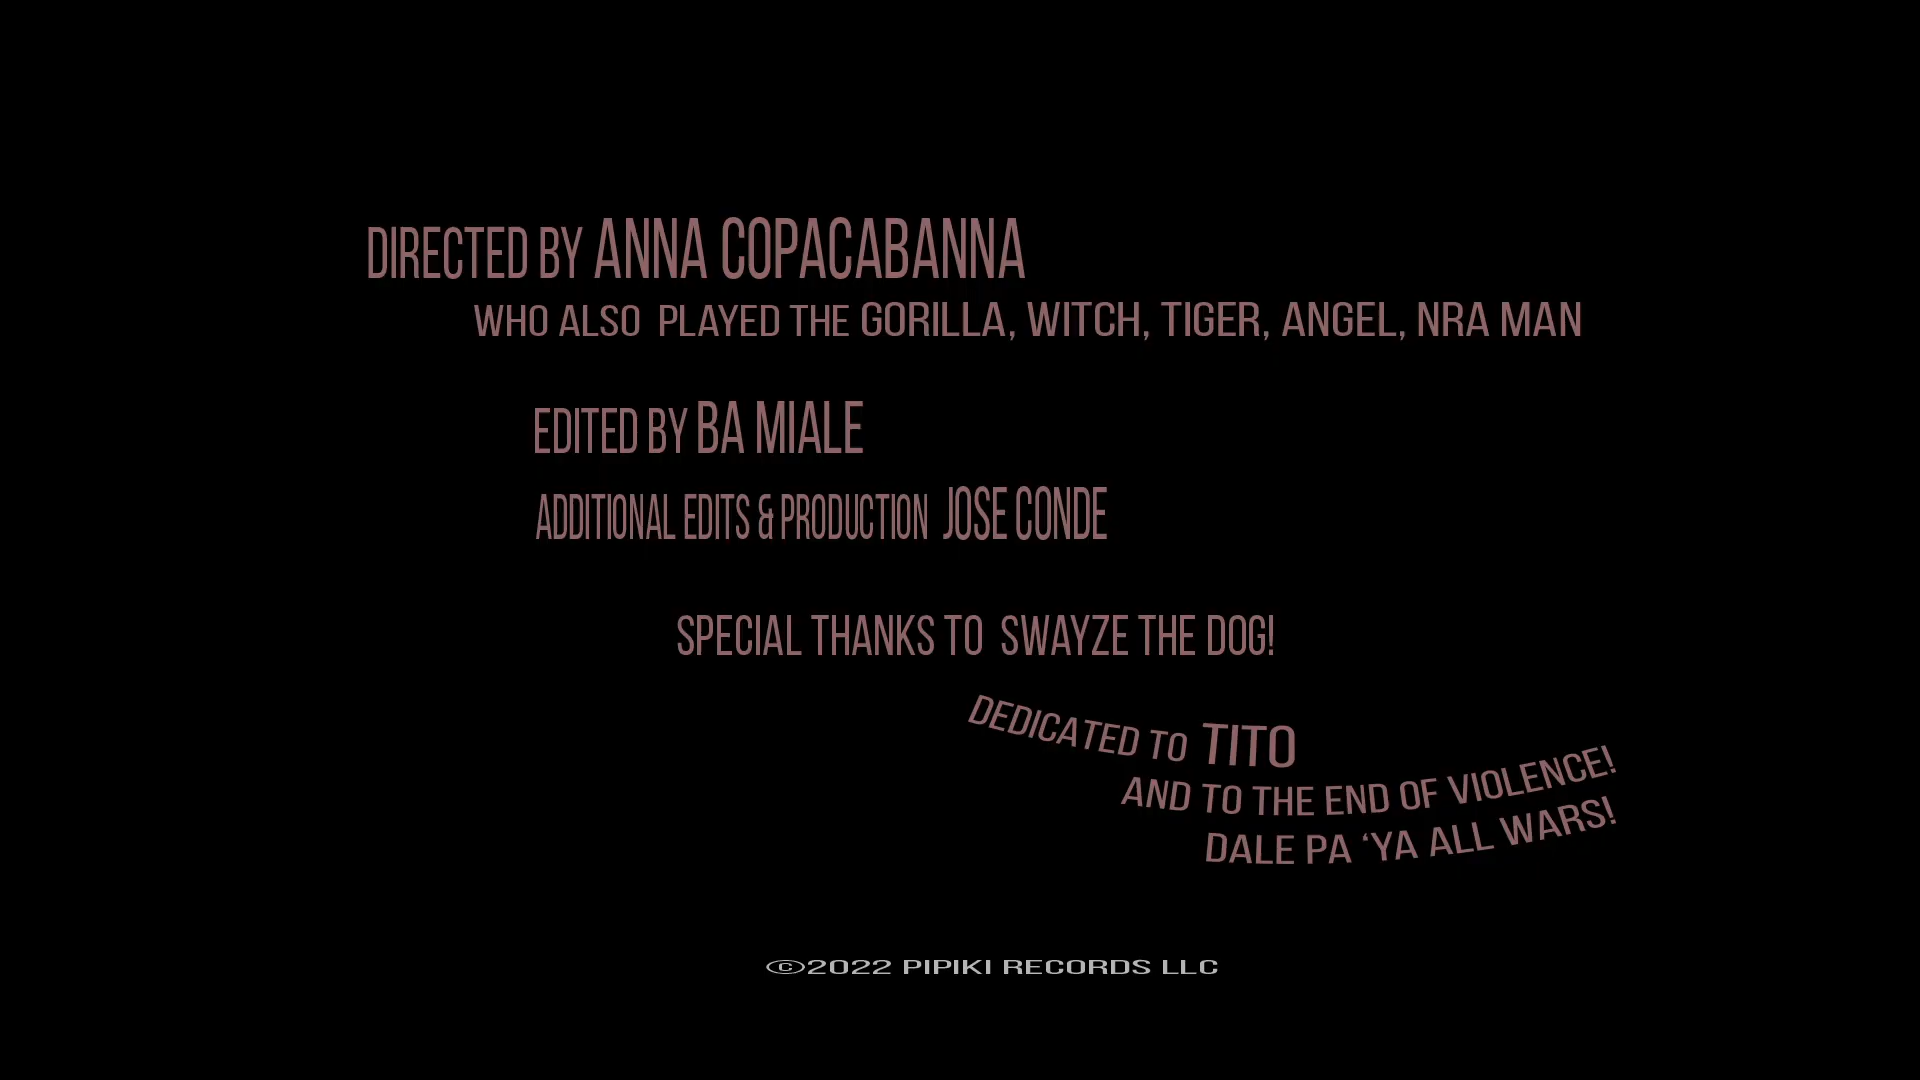 DIRECTED BY ANNA COPACABANNA
WHO ALSO PLAYED THE GORILLA, WITCH, TIGER, ANGEL, NRA MAN
EDITED BY BA MIALE
ADDITIONAL EDITS & PRODUCTION JOSE CONDE
SPECIAL THANKS TO SWAYZE THE DOG!
DEDICATED TO TITO
AND TO THE END OF VIOLENCE!
DALE PA ‘YA ALL WARS!
©2022 PIPIKI RECORDS LLC